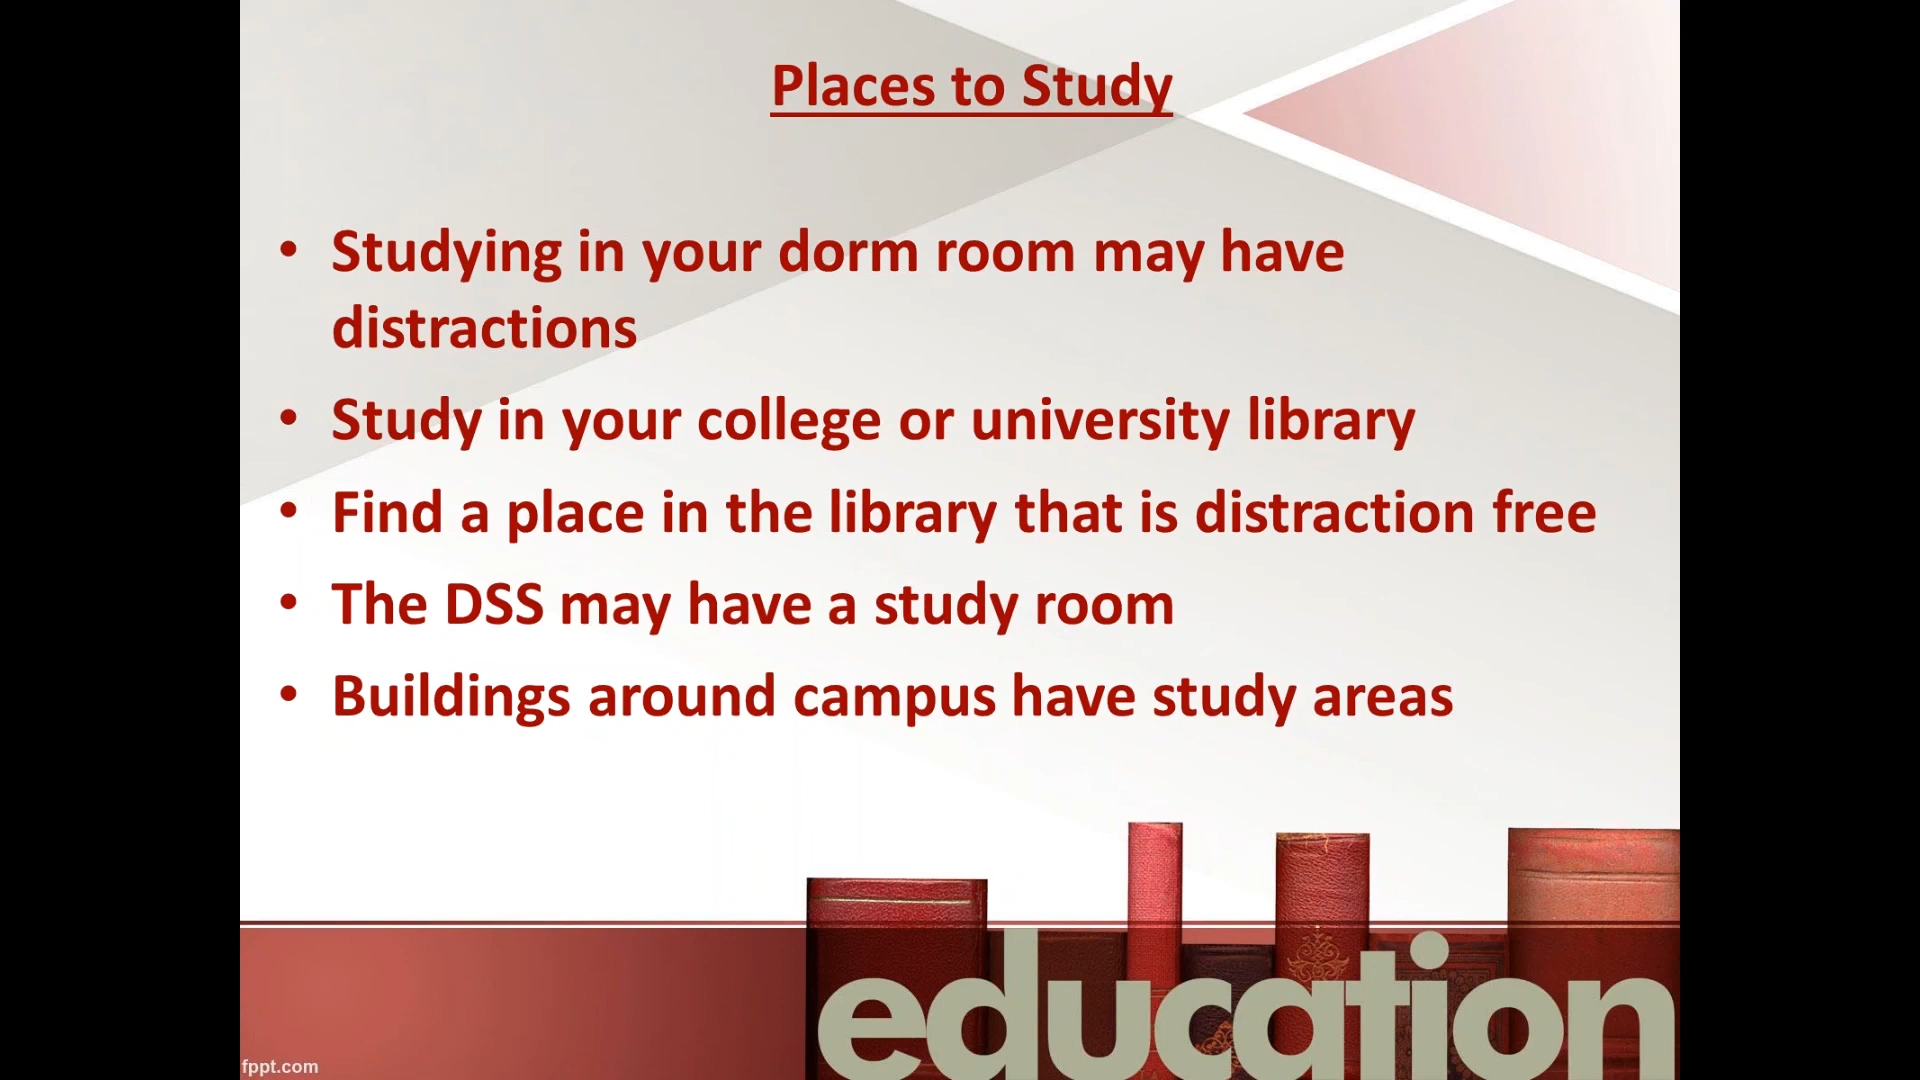 Places to Study
• Studying in your dorm room may have
distractions
• Study in your college or university library
• Find a place in the library that is distraction free
• The DSS may have a study room
• Buildings around campus have study areas
education
fppt.com